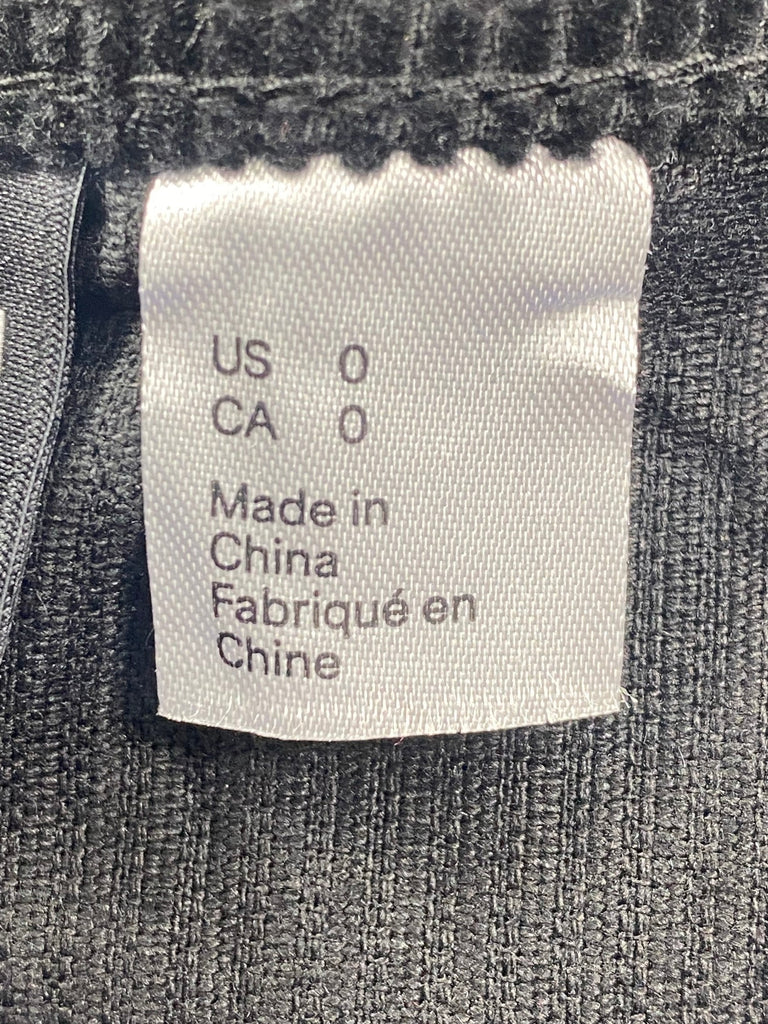 US 0
CA 0
Made in
China
Fabriqué en
Chine